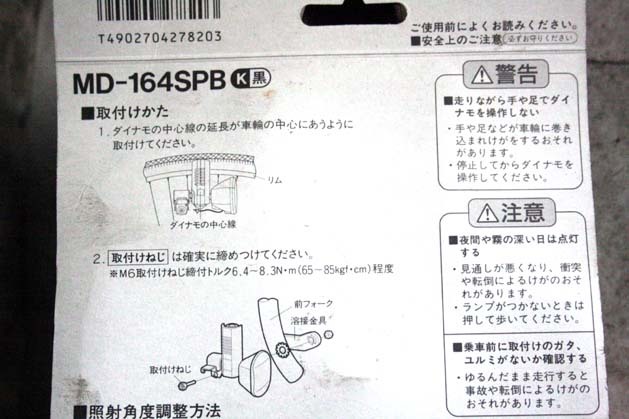 T4902704278203
ご使用前によくお読みください。
■安全上のご注意 必ずお守りください
MD-164SPB K黒
■取付けかた
1. ダイナモの中心線の延長が車輪の中心にあうように
取付けてください。
リム
ダイナモの中心線
2. 取付けねじ は確実に締めつけてください。
※M6取付けねじ締付トルク6.4~8.3N・m(65~85kgf・cm)程度
前フォーク
溶接金具
取付けねじ
■照射角度調整方法
警告
■走りながら手や足でダイ
ナモを操作しない
・手や足などが車輪に巻き
込まれけがをするおそれ
があります。
・停止してからダイナモを
操作してください。
注意
■夜間や霧の深い日は点灯
する
・見通しが悪くなり、衝突
や転倒によるけがのおそ
れがあります。
・ランプがつかないときは
押して歩いてください。
■乗車前に取付けのガタ、
ユルミがないか確認する
・ゆるんだまま走行すると
事故や転倒によるけがの
おそれがあります。